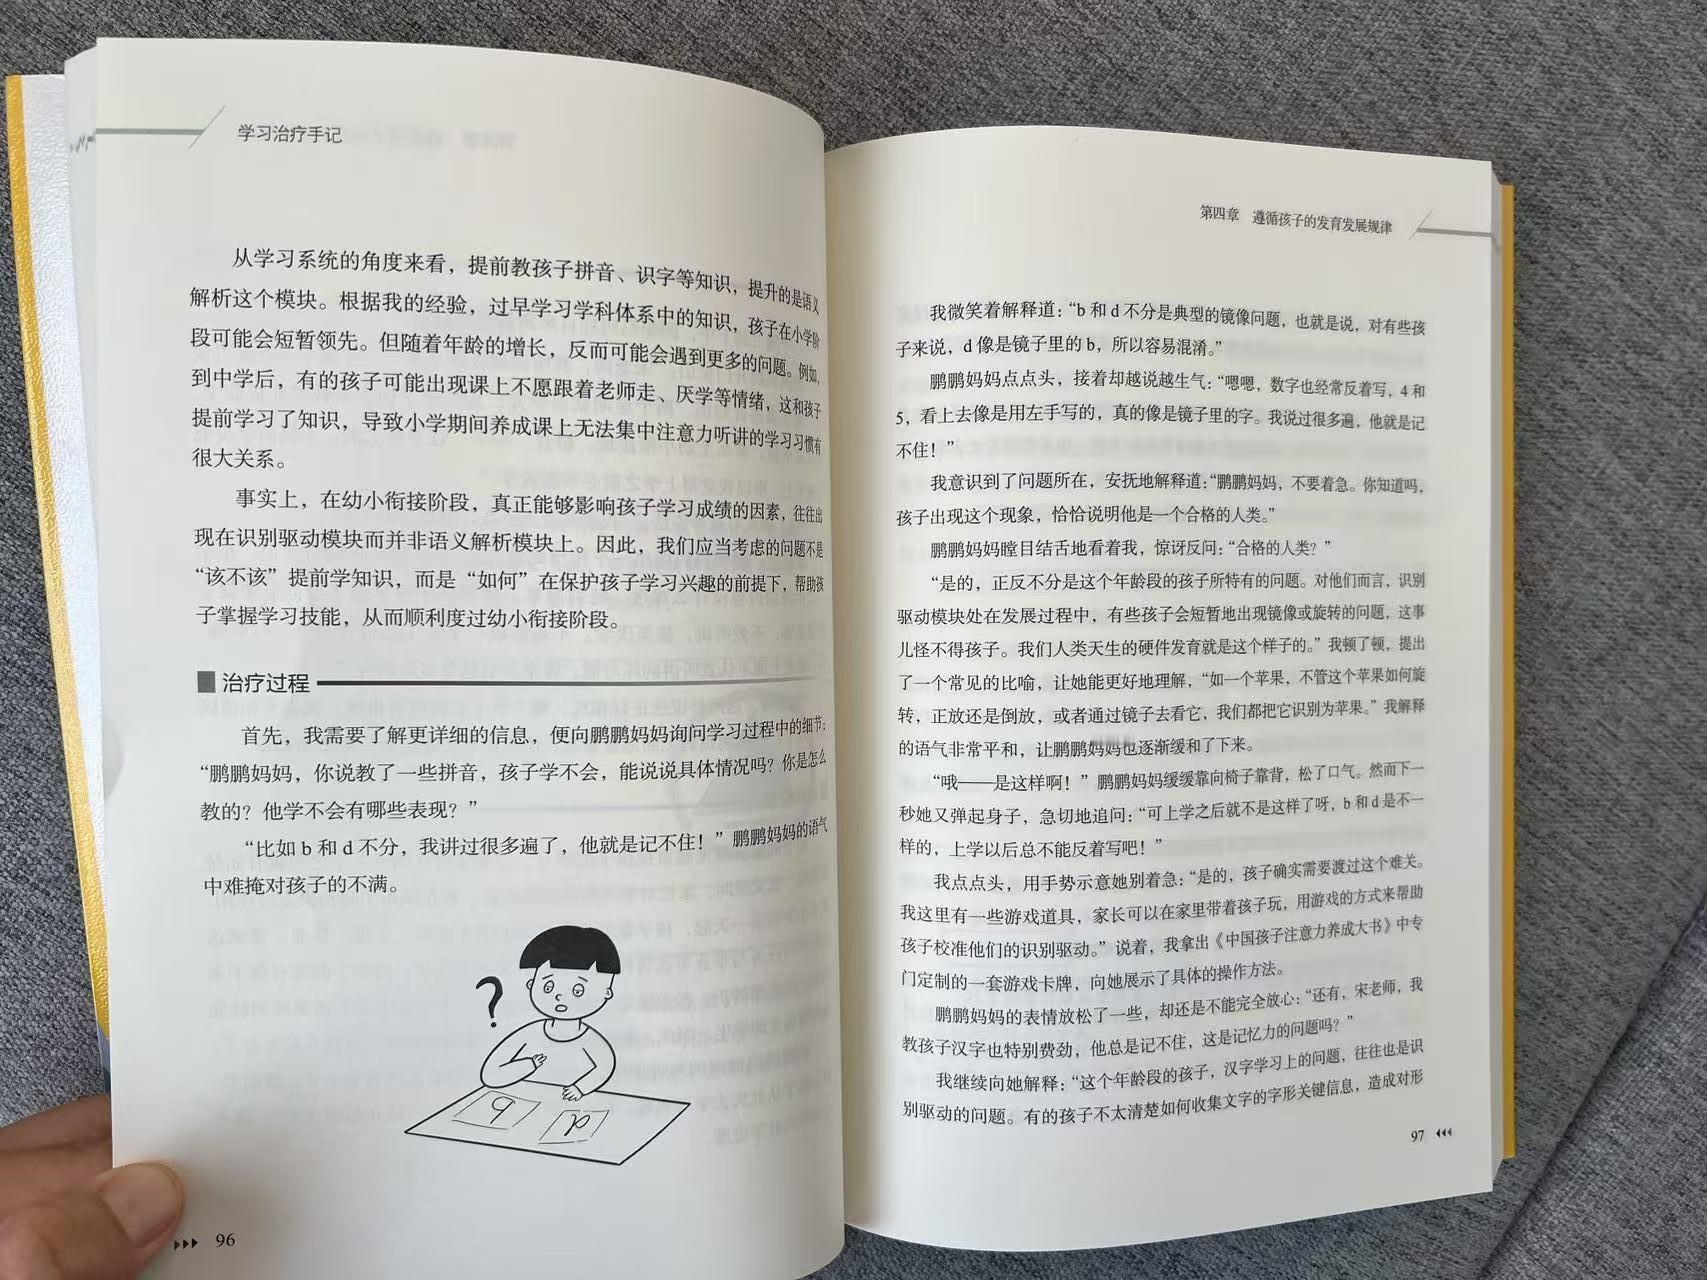 学习治疗手记
从学习系统的角度来看，提前教孩子拼音、识字等知识，提升的是语义
解析这个模块。根据我的经验，过早学习学科体系中的知识，孩子在小学阶
段可能会短暂领先。但随着年龄的增长，反而可能会遇到更多的问题。例如，
到中学后，有的孩子可能出现课上不愿跟着老师走、厌学等情绪，这和孩子
提前学习了知识，导致小学期间养成课上无法集中注意力听讲的学习习惯有
很大关系。
事实上，在幼小衔接阶段，真正能够影响孩子学习成绩的因素，往往出
现在识别驱动模块而并非语义解析模块上。因此，我们应当考虑的问题不是
“该不该”提前学知识，而是“如何”在保护孩子学习兴趣的前提下，帮助孩
子掌握学习技能，从而顺利度过幼小衔接阶段。
治疗过程
首先，我需要了解更详细的信息，便向鹏鹏妈妈询问学习过程中的细节：
“鹏鹏妈妈，你说教了一些拼音，孩子学不会，能说说具体情况吗？你是怎么
教的？他学不会有哪些表现？”
“比如 b 和 d 不分，我讲过很多遍了，他就是记不住！”鹏鹏妈妈的语气
中难掩对孩子的不满。
?
b
d
96
第四章 遵循孩子的发育发展规律
我微笑着解释道：“b 和 d 不分是典型的镜像问题，也就是说，对有些孩
子来说，d 像是镜子里的 b，所以容易混淆。”
鹏鹏妈妈点点头，接着却越说越生气：“嗯嗯，数字也经常反着写，4 和
5，看上去像是用左手写的，真的像是镜子里的字。我说过很多遍，他就是记
不住！”
我意识到了问题所在，安抚地解释道：“鹏鹏妈妈，不要着急。你知道吗，
孩子出现这个现象，恰恰说明他是一个合格的人类。”
鹏鹏妈妈瞠目结舌地看着我，惊讶反问：“合格的人类？”
“是的，正反不分是这个年龄段的孩子所特有的问题。对他们而言，识别
驱动模块处在发展过程中，有些孩子会短暂地出现镜像或旋转的问题，这事
儿怪不得孩子。我们人类天生的硬件发育就是这个样子的。”我顿了顿，提出
了一个常见的比喻，让她能更好地理解，“如一个苹果，不管这个苹果如何旋
转，正放还是倒放，或者通过镜子去看它，我们都把它识别为苹果。”我解释
的语气非常平和，让鹏鹏妈妈也逐渐缓和了下来。
“哦——是这样啊！”鹏鹏妈妈缓缓靠向椅子靠背，松了口气。然而下一
秒她又弹起身子，急切地追问：“可上学之后就不是这样了呀，b 和 d 是不一
样的，上学以后总不能反着写吧！”
我点点头，用手势示意她别着急：“是的，孩子确实需要渡过这个难关。
我这里有一些游戏道具，家长可以在家里带着孩子玩，用游戏的方式来帮助
孩子校准他们的识别驱动。”说着，我拿出《中国孩子注意力养成大书》中专
门定制的一套游戏卡牌，向她展示了具体的操作方法。
鹏鹏妈妈的表情放松了一些，却还是不能完全放心：“还有，宋老师，我
教孩子汉字也特别费劲，他总是记不住，这是记忆力的问题吗？”
我继续向她解释：“这个年龄段的孩子，汉字学习上的问题，往往也是识
别驱动的问题。有的孩子不太清楚如何收集文字的字形关键信息，造成对形
97